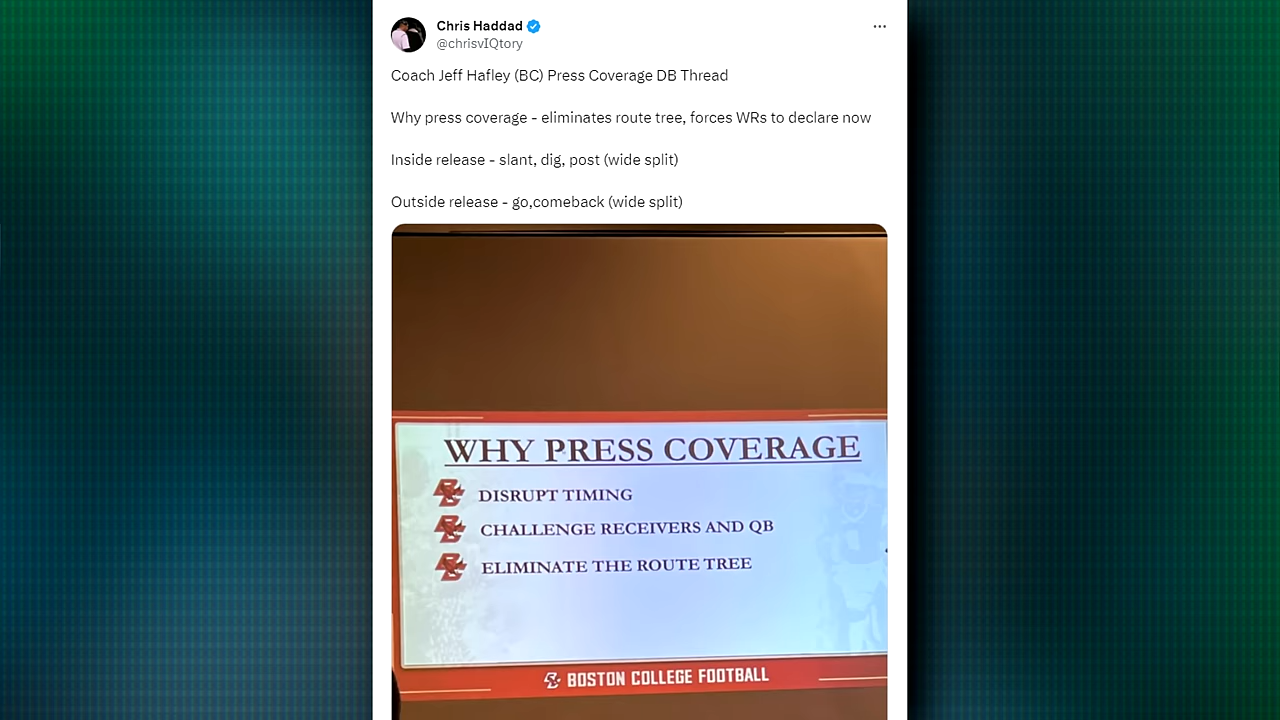 Chris Haddad
@chrisvIQtory
Coach Jeff Hafley (BC) Press Coverage DB Thread
Why press coverage - eliminates route tree, forces WRs to declare now
Inside release - slant, dig, post (wide split)
Outside release - go,comeback (wide split)
WHY PRESS COVERAGE
DISRUPT TIMING
CHALLENGE RECEIVERS AND QB
ELIMINATE THE ROUTE TREE
BOSTON COLLEGE FOOTBALL